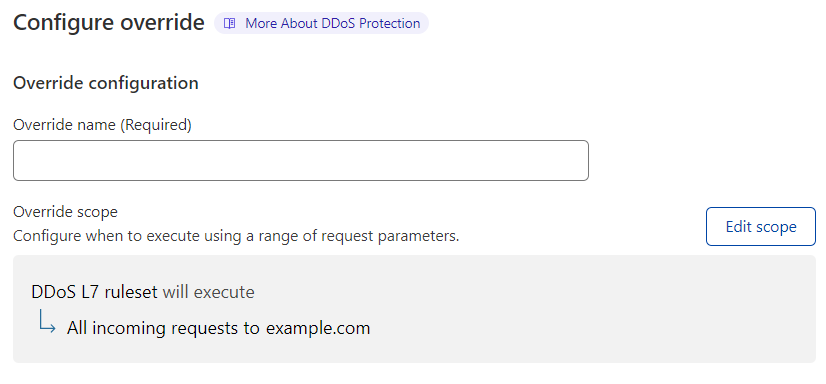 Configure override More About DDoS Protection
Override configuration
Override name (Required)
Override scope
Configure when to execute using a range of request parameters.
Edit scope
DDoS L7 ruleset will execute
All incoming requests to example.com